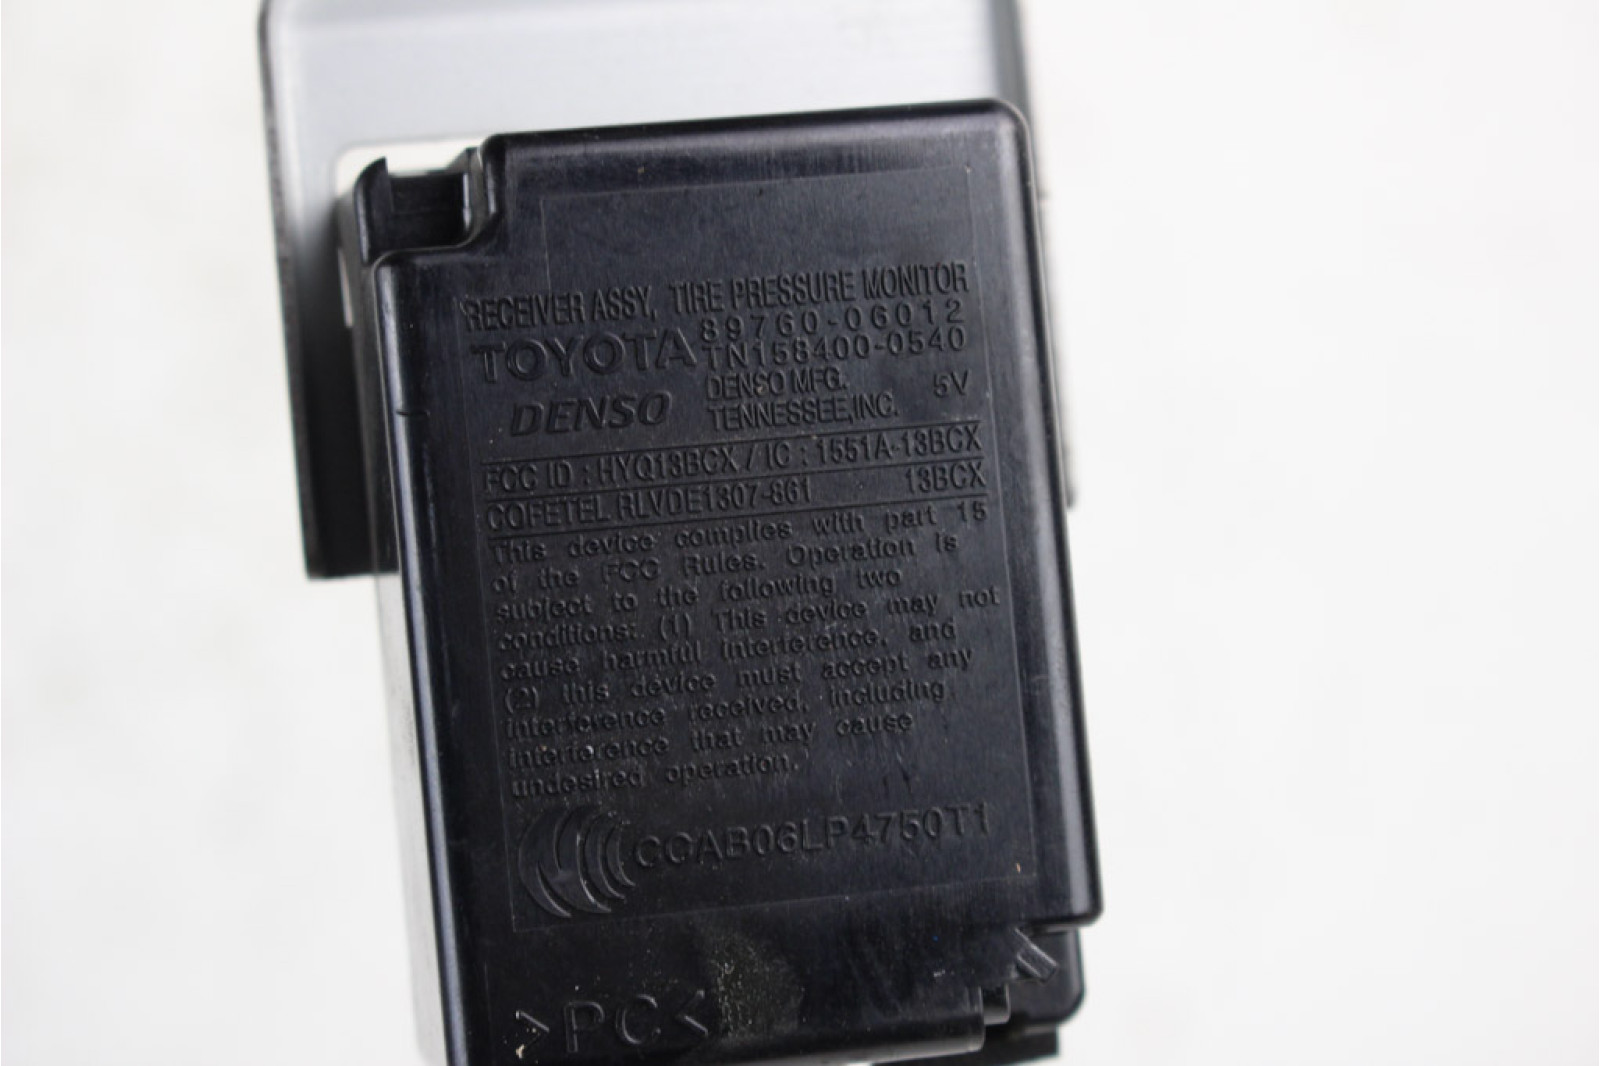 RECEIVER ASSY, TIRE PRESSURE MONITOR
TOYOTA 89760-06012
TN158400-0540
DENSO DENSO MFG. 5V
TENNESSEE,INC.
FCC ID : HYQ13BCX / IC : 1551A-13BCX
COFETEL RLVDE1307-861 13BCX
This device complies with part 15
of the FCC Rules. Operation is
subject to the following two
conditions: (1) This device may not
cause harmful interference, and
(2) this device must accept any
interference received, including
interference that may cause
undesired operation.
CCAB06LP4750T1
>PC<